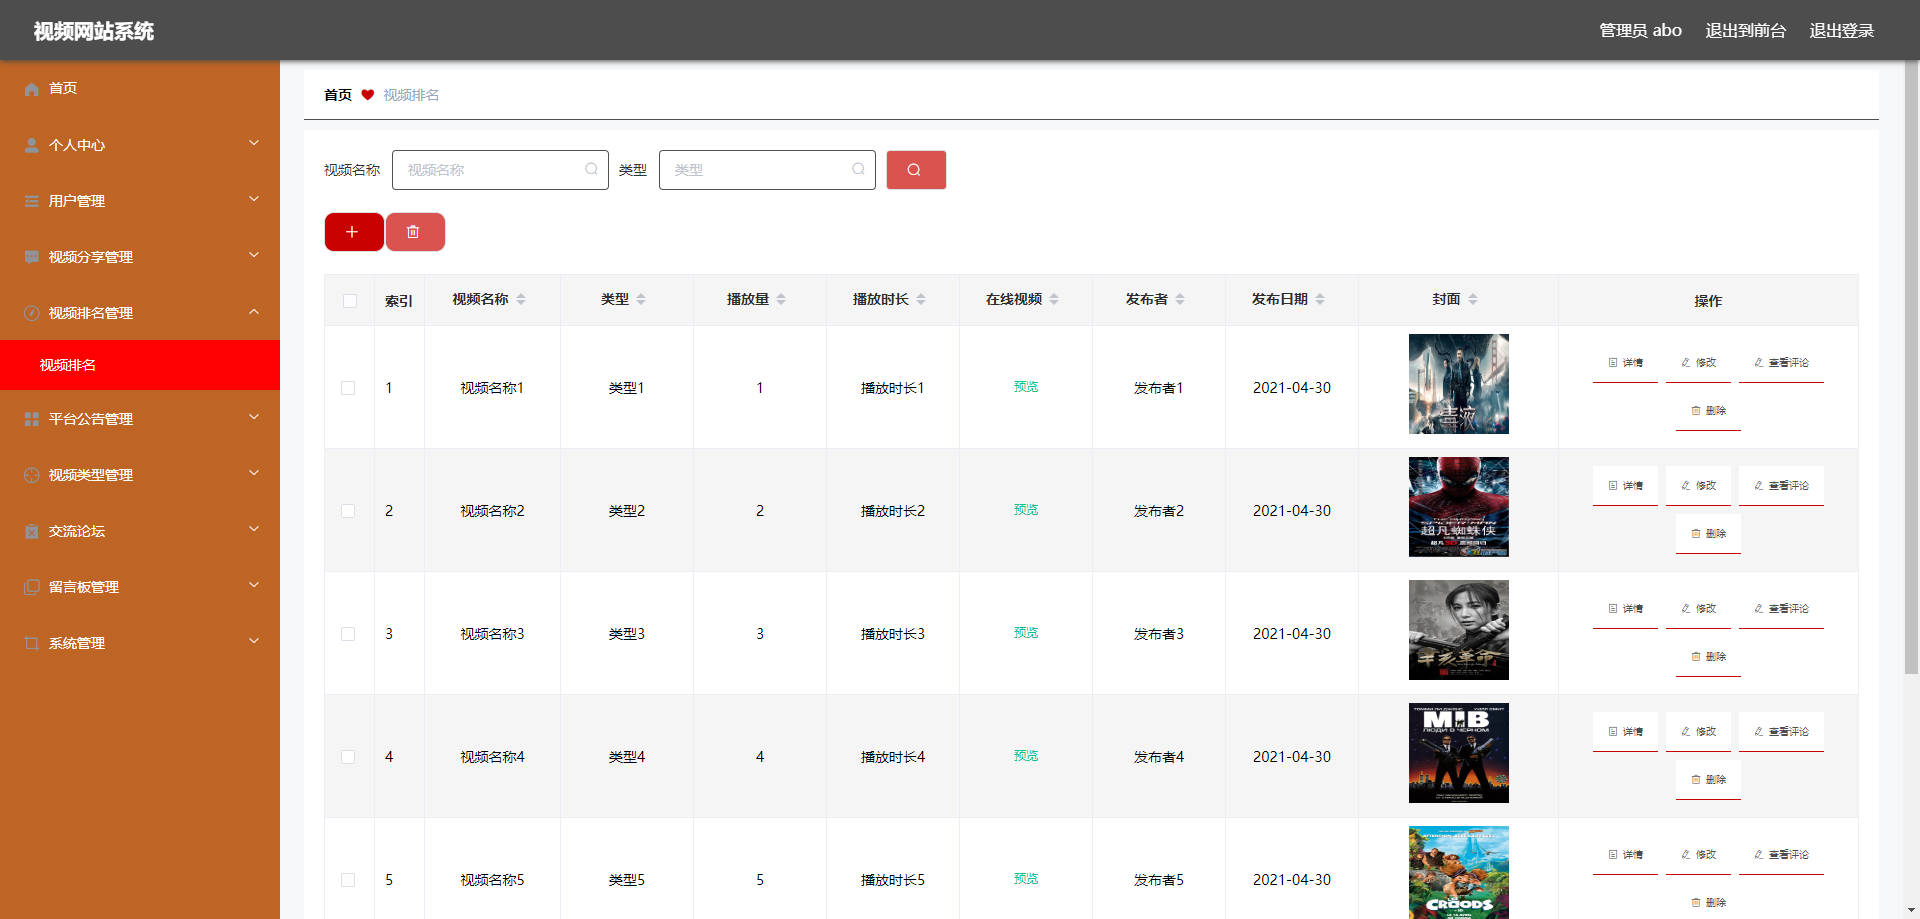 视频网站系统
管理员 abo 退出到前台 退出登录
首页
个人中心
用户管理
视频分享管理
视频排名管理
视频排名
平台公告管理
视频类型管理
交流论坛
留言板管理
系统管理
首页 视频排名
视频名称 视频名称 类型 类型
索引 视频名称 类型 播放量 播放时长 在线视频 发布者 发布日期 封面 操作
1 视频名称1 类型1 1 播放时长1 预览 发布者1 2021-04-30 详情 修改 查看评论
毒液
删除
2 视频名称2 类型2 2 播放时长2 预览 发布者2 2021-04-30 详情 修改 查看评论
超凡蜘蛛侠
删除
3 视频名称3 类型3 3 播放时长3 预览 发布者3 2021-04-30 详情 修改 查看评论
辛亥革命
删除
4 视频名称4 类型4 4 播放时长4 预览 发布者4 2021-04-30 详情 修改 查看评论
MIB
ЛЮДИ В ЧЕРНОМ
删除
5 视频名称5 类型5 5 播放时长5 预览 发布者5 2021-04-30 详情 修改 查看评论
CROODS
删除